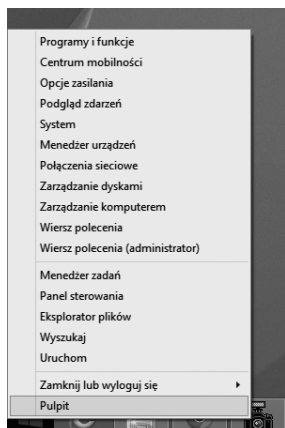 Programy i funkcje
Centrum mobilności
Opcje zasilania
Podgląd zdarzeń
System
Menedżer urządzeń
Połączenia sieciowe
Zarządzanie dyskami
Zarządzanie komputerem
Wiersz polecenia
Wiersz polecenia (administrator)
Menedżer zadań
Panel sterowania
Eksplorator plików
Wyszukaj
Uruchom
Zamknij lub wyloguj się
Pulpit